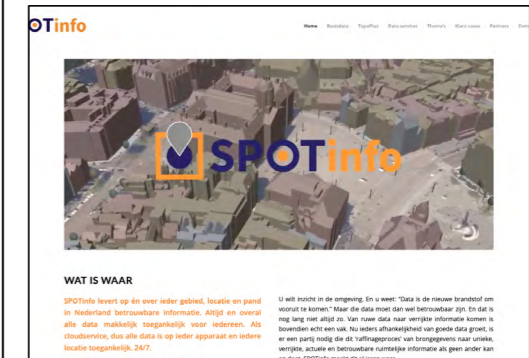 OTinfo
Home Basisdata TopoPlus Data services Thema's Klant cases Partners
SPOTinfo
WAT IS WAAR
SPOTinfo levert op én over ieder gebied, locatie en pand
in Nederland betrouwbare informatie. Altijd en overal
alle data makkelijk toegankelijk voor iedereen. Als
cloudservice, dus alle data is op ieder apparaat en iedere
locatie toegankelijk. 24/7.
U wilt inzicht in de omgeving. En u weet: "Data is de nieuwe brandstof om
vooruit te komen." Maar die data moet dan wel betrouwbaar zijn. En dat is
nog lang niet altijd zo. Van ruwe data naar verrijkte informatie komen is
bovendien echt een vak. Nu ieders afhankelijkheid van goede data groeit, is
er een partij nodig die dit 'raffinageproces' van brongegevens naar unieke,
verrijkte, actuele en betrouwbare ruimtelijke informatie als geen ander kan